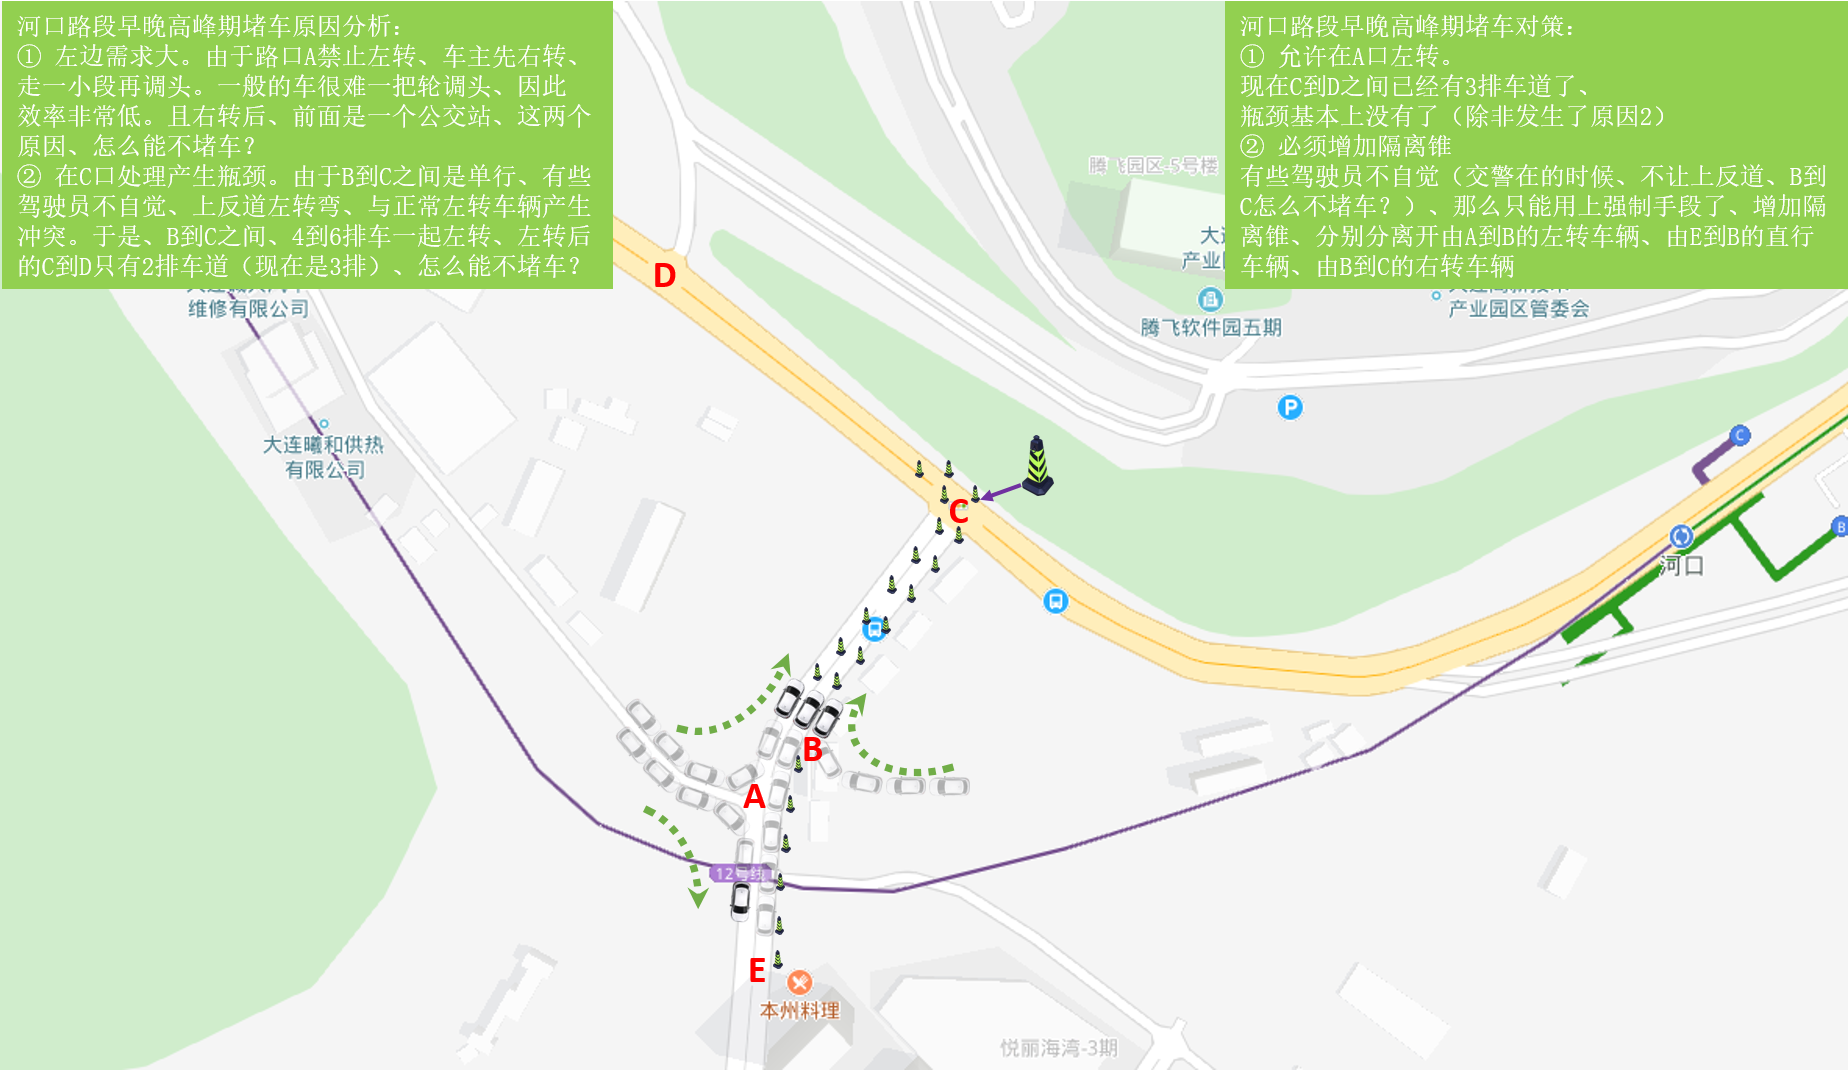 河口路段早晚高峰期堵车原因分析：
① 左边需求大。由于路口A禁止左转、车主先右转、
走一小段再调头。一般的车很难一把轮调头、因此
效率非常低。且右转后、前面是一个公交站、这两个
原因、怎么能不堵车？
② 在C口处理产生瓶颈。由于B到C之间是单行、有些
驾驶员不自觉、上反道左转弯、与正常左转车辆产生
冲突。于是、B到C之间、4到6排车一起左转、左转后
的C到D只有2排车道（现在是3排）、怎么能不堵车？
河口路段早晚高峰期堵车对策：
① 允许在A口左转。
现在C到D之间已经有3排车道了、
瓶颈基本上没有了（除非发生了原因2）
② 必须增加隔离锥
有些驾驶员不自觉（交警在的时候、不让上反道、B到
C怎么不堵车？）、那么只能用上强制手段了、增加隔
离锥、分别分离开由A到B的左转车辆、由E到B的直行
车辆、由B到C的右转车辆
腾飞园区-5号楼
大连
产业园
腾飞软件园五期
产业园区管委会
P
维修有限公司
D
大连曦和供热
有限公司
C
C
B
河口
B
A
12号线
E
本州料理
悦丽海湾-3期